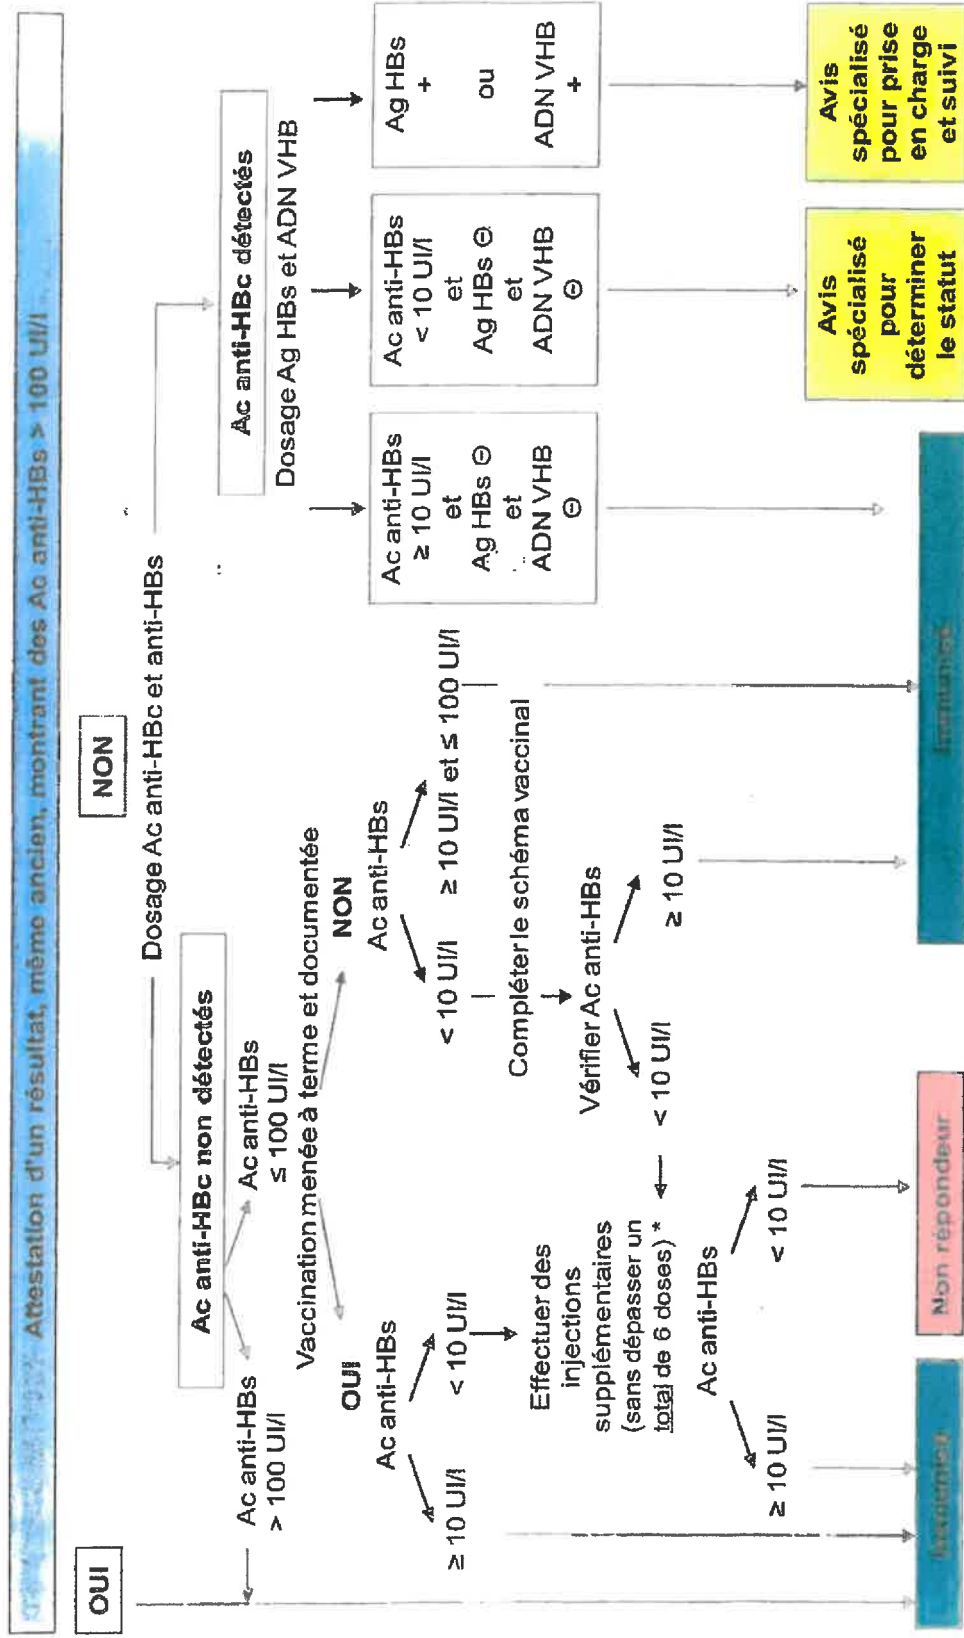 Attestation d'un résultat, même ancien, montrant des Ac anti-HBs > 100 UI/l
OUI
NON
Dosage Ac anti-HBc et anti-HBs
Ac anti-HBc non détectés
Ac anti-HBc détectés
Dosage Ag HBs et ADN VHB
Ac anti-HBs
> 100 UI/l
Ac anti-HBs
≤ 100 UI/l
Vaccination menée à terme et documentée
OUI
Ac anti-HBs
NON
Ac anti-HBs
≥ 10 UI/l
< 10 UI/l
< 10 UI/l
≥ 10 UI/l et ≤ 100 UI/l
Compléter le schéma vaccinal
Vérifier Ac anti-HBs
< 10 UI/l
≥ 10 UI/l
Effectuer des
injections
supplémentaires
(sans dépasser un
total de 6 doses) *
Ac anti-HBs
≥ 10 UI/l
< 10 UI/l
Ac anti-HBs
≥ 10 UI/l
et
Ag HBs ⊖
et
ADN VHB
⊖
Ac anti-HBs
< 10 UI/l
et
Ag HBs ⊖
et
ADN VHB
⊖
Ag HBs
+
ou
ADN VHB
+
Immunisé
Non répondeur
Immunisé
Avis
spécialisé
pour
déterminer
le statut
Avis
spécialisé
pour prise
en charge
et suivi